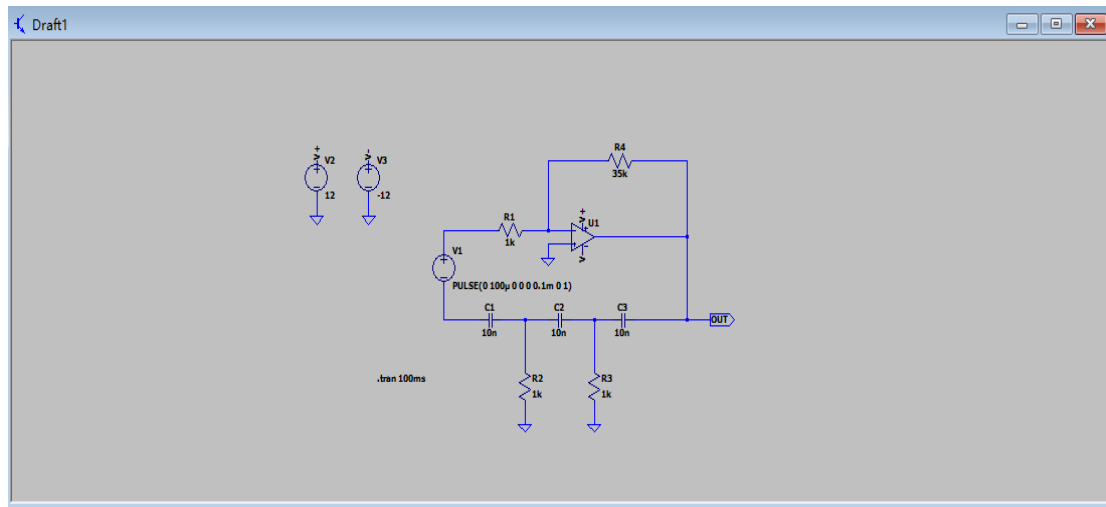 Draft1
V+
V2
12
V-
V3
-12
R4
35k
R1
1k
V+
U1
V-
V1
PULSE(0 100µ 0 0 0 0.1m 0 1)
C1
10n
C2
10n
C3
10n
OUT
.tran 100ms
R2
1k
R3
1k